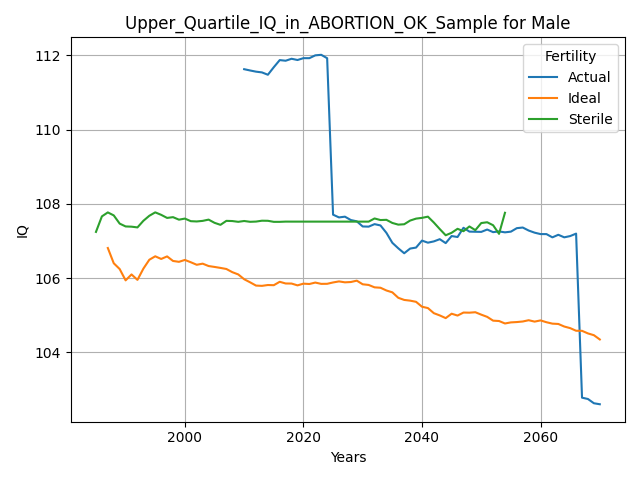 Upper_Quartile_IQ_in_ABORTION_OK_Sample for Male
Fertility
Actual
Ideal
Sterile
112
110
108
106
104
IQ
2000
2020
2040
2060
Years